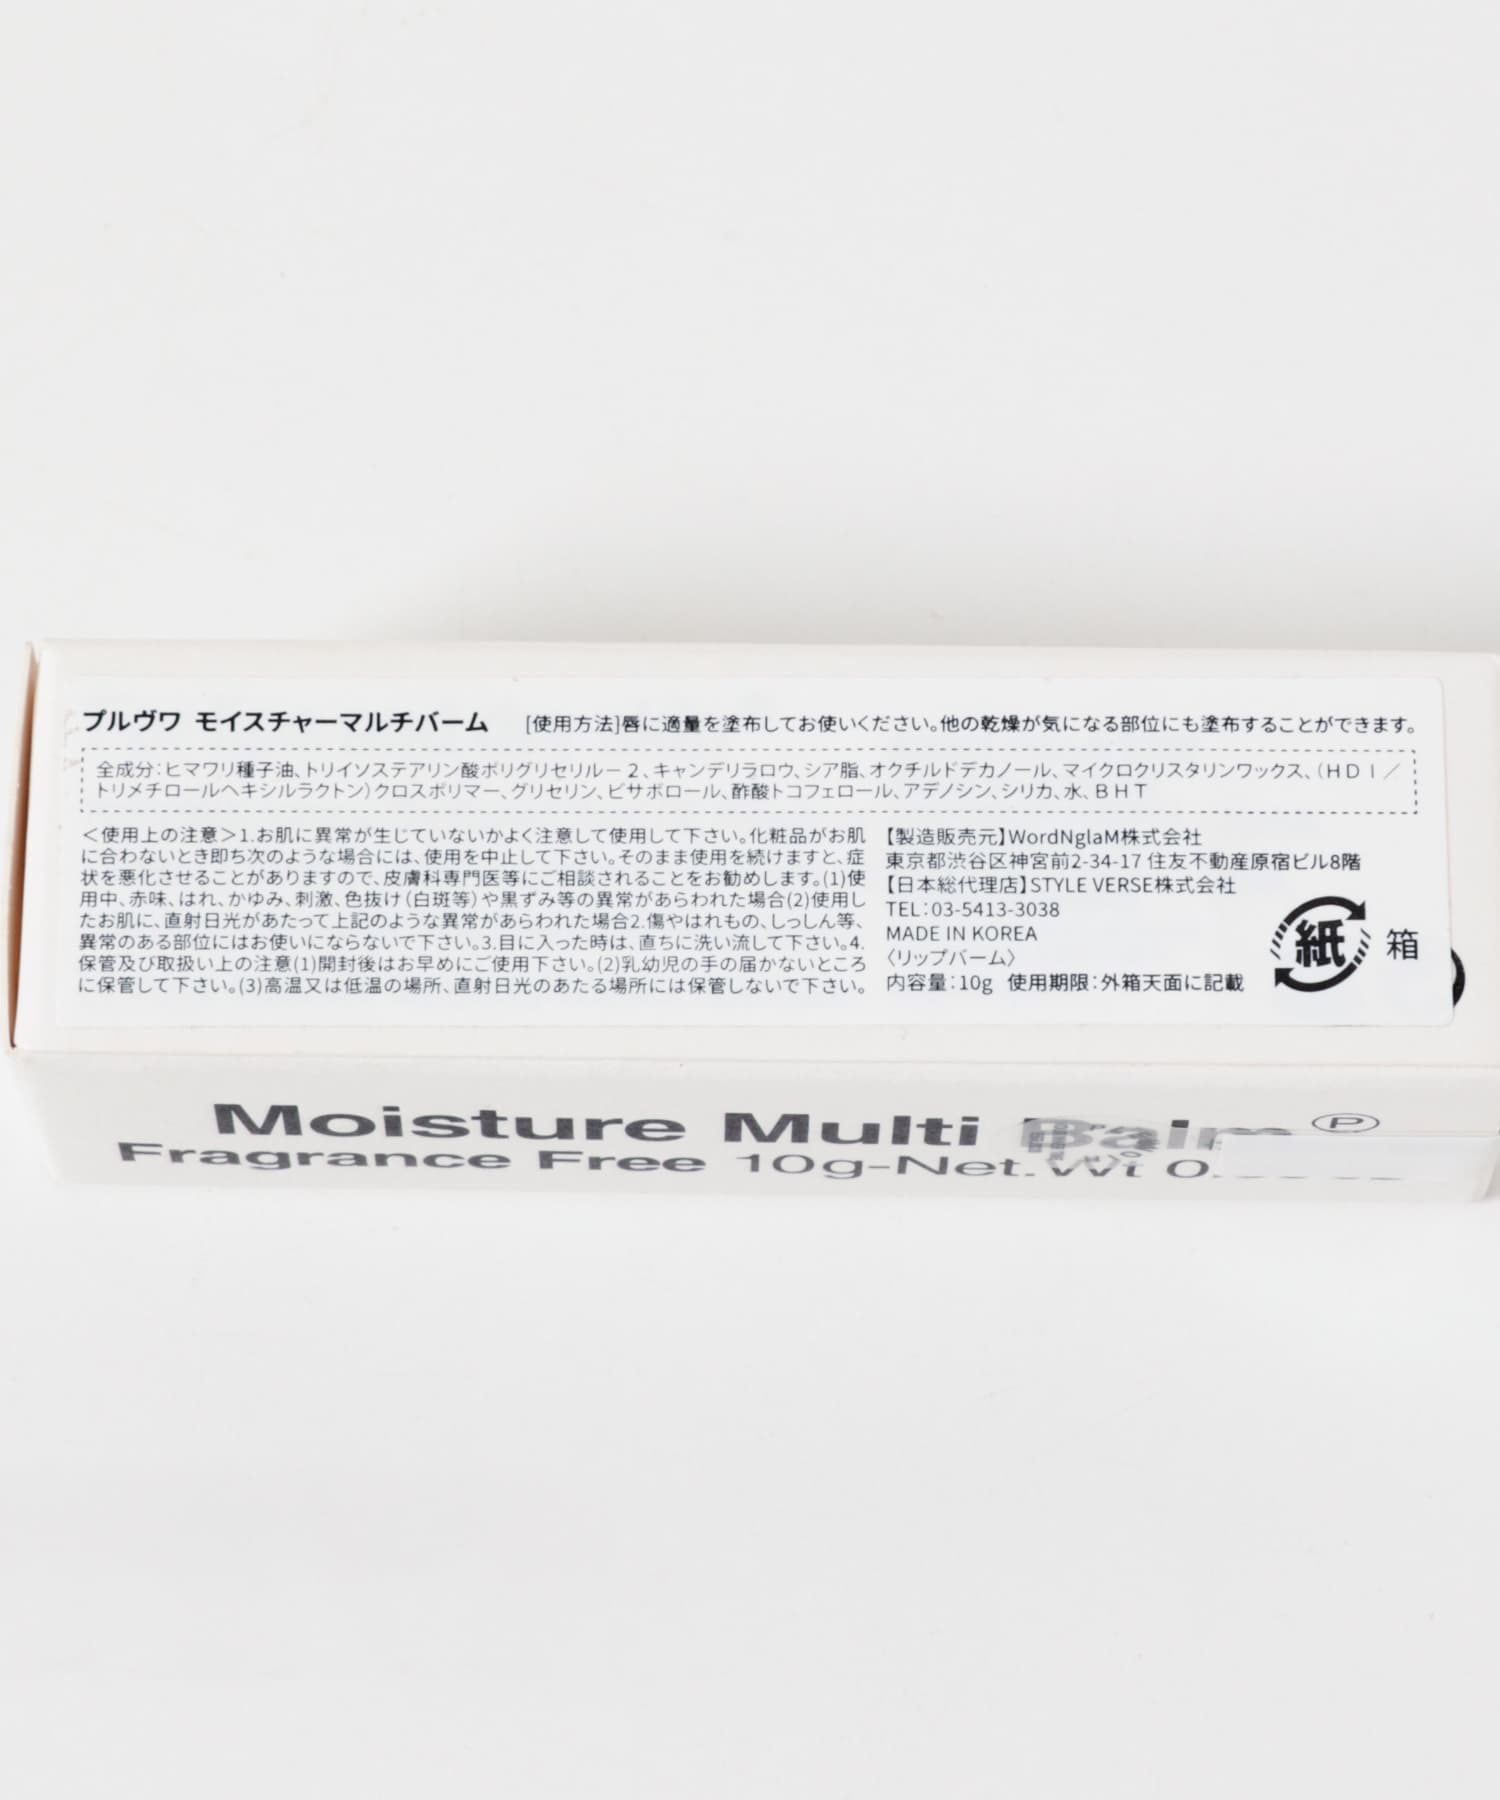 プルヴワ モイスチャーマルチバーム [使用方法]唇に適量を塗布してお使いください。他の乾燥が気になる部位にも塗布することができます。
全成分：ヒマワリ種子油、トリイソステアリン酸ポリグリセリル－２、キャンデリラロウ、シア脂、オクチルドデカノール、マイクロクリスタリンワックス、（ＨＤＩ／
トリメチロールヘキシルラクトン）クロスポリマー、グリセリン、ビサボロール、酢酸トコフェロール、アデノシン、シリカ、水、ＢＨＴ
＜使用上の注意＞1.お肌に異常が生じていないかよく注意して使用して下さい。化粧品がお肌
に合わないとき即ち次のような場合には、使用を中止して下さい。そのまま使用を続けますと、症
状を悪化させることがありますので、皮膚科専門医等にご相談されることをお勧めします。(1)使
用中、赤味、はれ、かゆみ、刺激、色抜け（白斑等）や黒ずみ等の異常があらわれた場合(2)使用し
たお肌に、直射日光があたって上記のような異常があらわれた場合2.傷やはれもの、しっしん等、
異常のある部位にはお使いにならないで下さい。3.目に入った時は、直ちに洗い流して下さい。4.
保管及び取扱い上の注意(1)開封後はお早めにご使用下さい。(2)乳幼児の手の届かないところ
に保管して下さい。(3)高温又は低温の場所、直射日光のあたる場所には保管しないで下さい。
【製造販売元】WordNglaM株式会社
東京都渋谷区神宮前2-34-17 住友不動産原宿ビル8階
【日本総代理店】STYLE VERSE株式会社
TEL：03-5413-3038
MADE IN KOREA
〈リップバーム〉
内容量：10g 使用期限：外箱天面に記載
紙 箱
Moisture Multi Balm Ⓟ
Fragrance Free 10g-Net.Wt